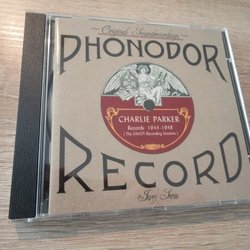 Original Soundrecordings
PHONODOR
CHARLIE PARKER
Records 1944-1948
( The SAVOY Recording Sessions )
RECORD
Jazz Series